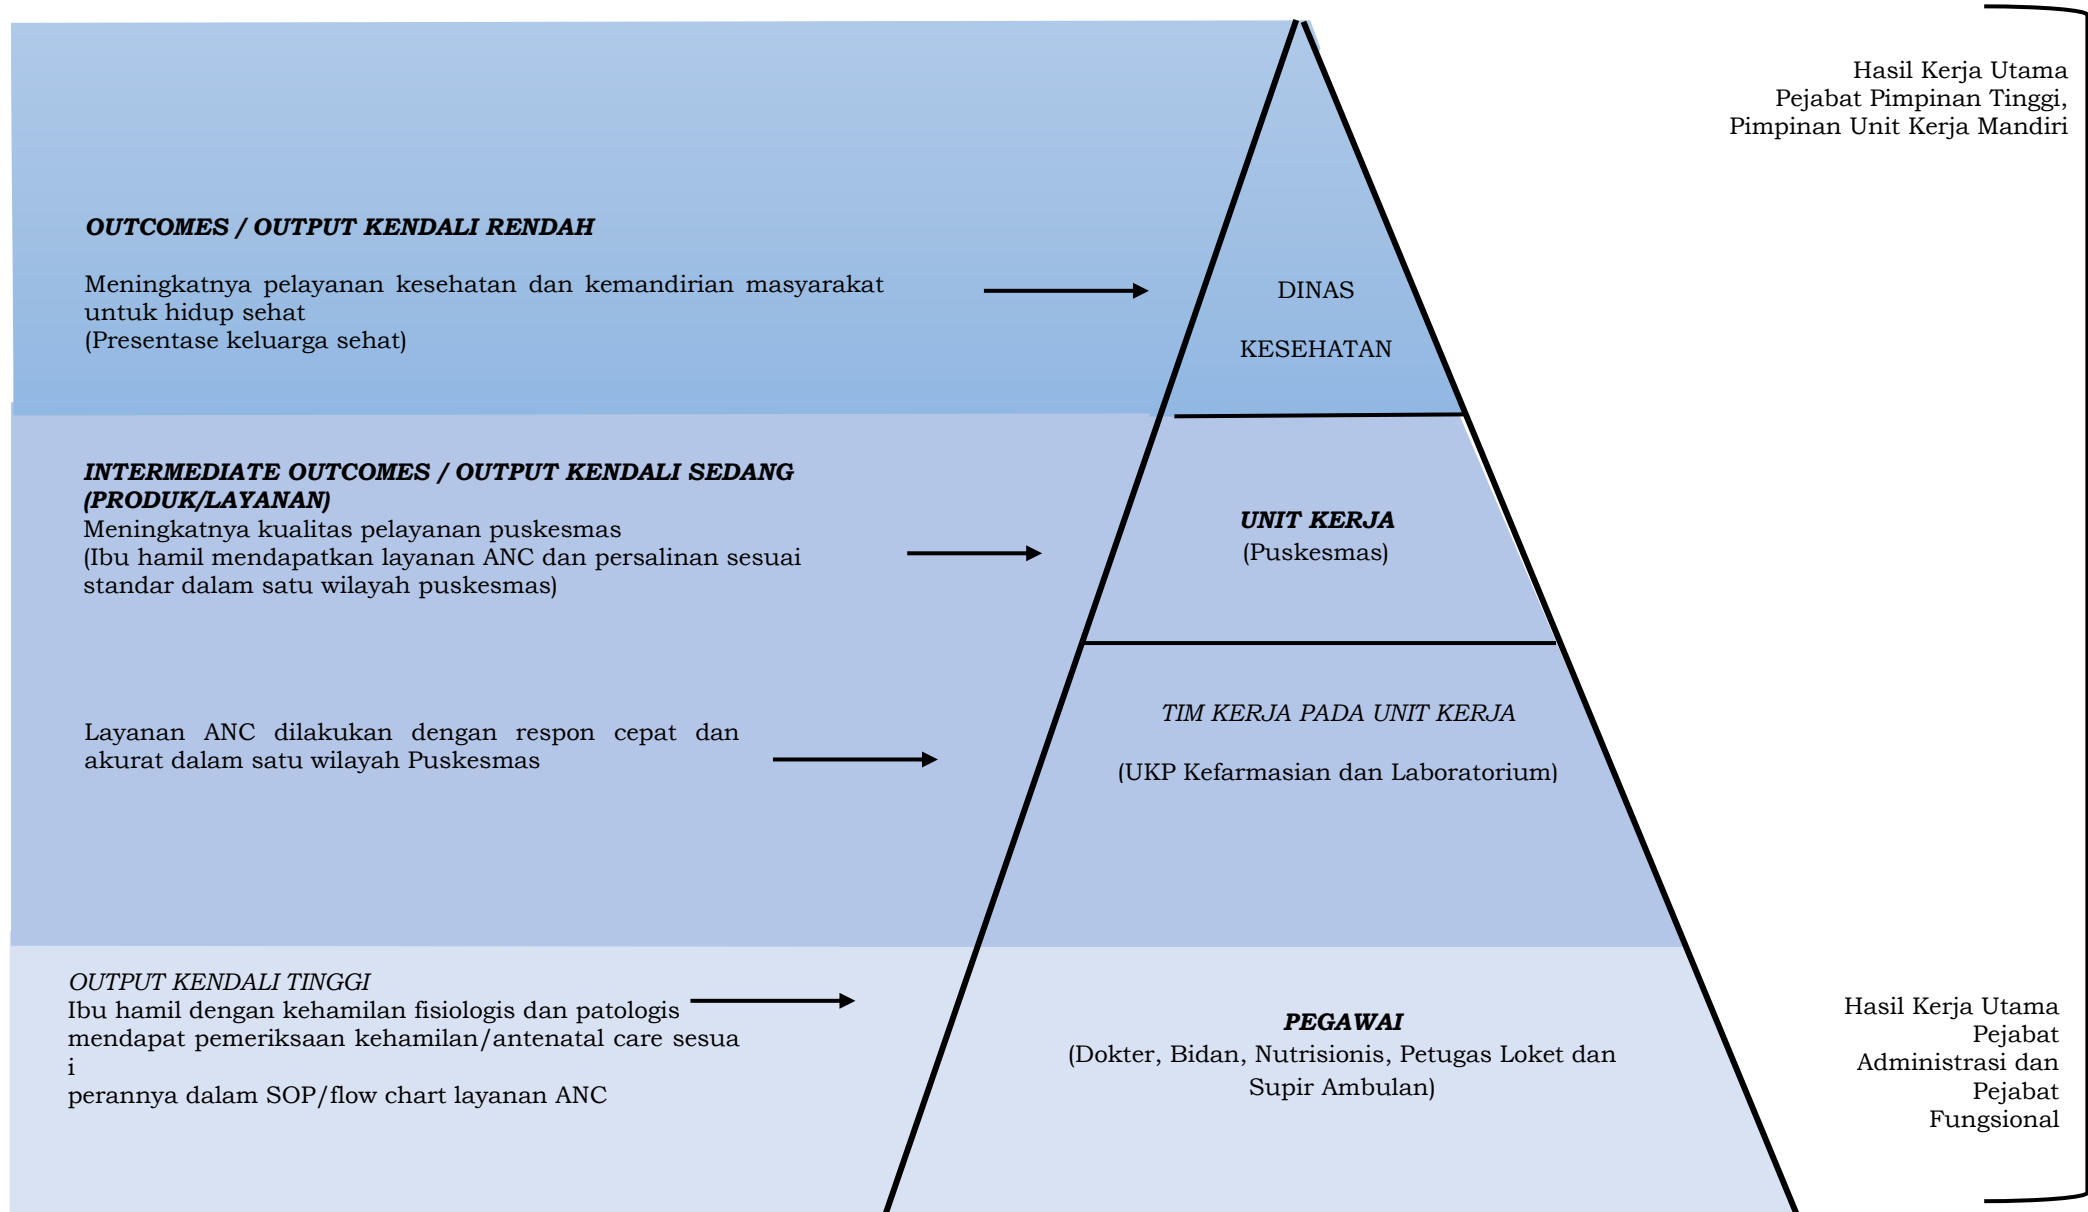 Hasil Kerja Utama
Pejabat Pimpinan Tinggi,
Pimpinan Unit Kerja Mandiri
OUTCOMES / OUTPUT KENDALI RENDAH
Meningkatnya pelayanan kesehatan dan kemandirian masyarakat
untuk hidup sehat
(Presentase keluarga sehat)
DINAS
KESEHATAN
INTERMEDIATE OUTCOMES / OUTPUT KENDALI SEDANG
(PRODUK/LAYANAN)
Meningkatnya kualitas pelayanan puskesmas
(Ibu hamil mendapatkan layanan ANC dan persalinan sesuai
standar dalam satu wilayah puskesmas)
UNIT KERJA
(Puskesmas)
Layanan ANC dilakukan dengan respon cepat dan
akurat dalam satu wilayah Puskesmas
TIM KERJA PADA UNIT KERJA
(UKP Kefarmasian dan Laboratorium)
OUTPUT KENDALI TINGGI
Ibu hamil dengan kehamilan fisiologis dan patologis
mendapat pemeriksaan kehamilan/antenatal care sesua
i
perannya dalam SOP/flow chart layanan ANC
PEGAWAI
(Dokter, Bidan, Nutrisionis, Petugas Loket dan
Supir Ambulan)
Hasil Kerja Utama
Pejabat
Administrasi dan
Pejabat
Fungsional